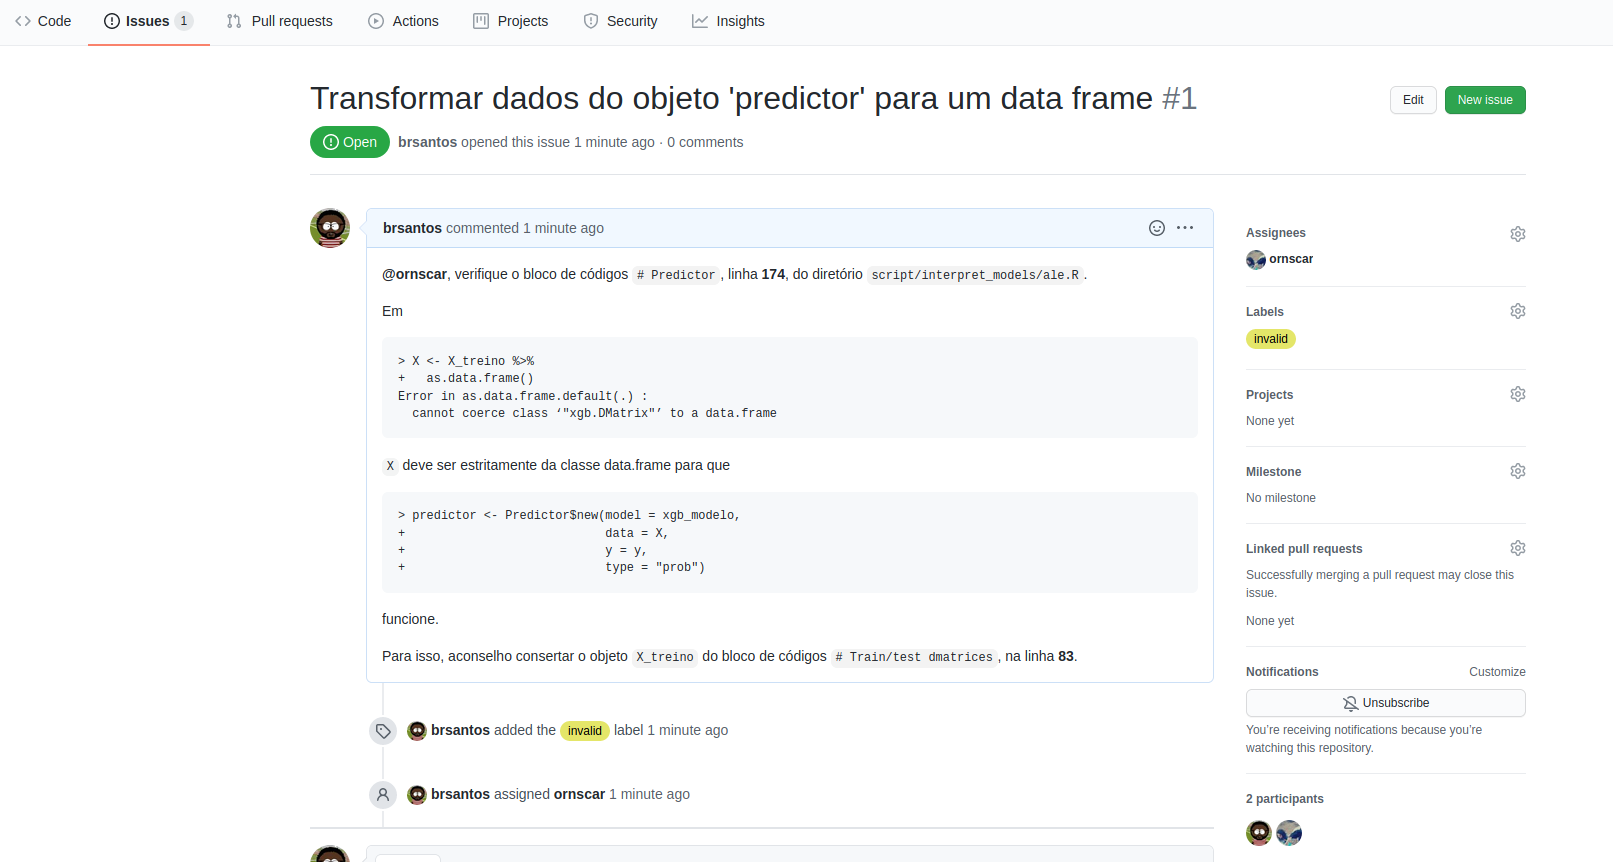 Code Issues 1 Pull requests Actions Projects Security Insights
Transformar dados do objeto 'predictor' para um data frame #1
Edit New issue
Open brsantos opened this issue 1 minute ago · 0 comments
brsantos commented 1 minute ago
@ornscar, verifique o bloco de códigos # Predictor, linha 174, do diretório script/interpret_models/ale.R.
Em
> X <- X_treino %>%
+   as.data.frame()
Error in as.data.frame.default(.) :
  cannot coerce class ‘"xgb.DMatrix"’ to a data.frame
X deve ser estritamente da classe data.frame para que
> predictor <- Predictor$new(model = xgb_modelo,
+                            data = X,
+                            y = y,
+                            type = "prob")
funcione.
Para isso, aconselho consertar o objeto X_treino do bloco de códigos # Train/test dmatrices, na linha 83.
brsantos added the invalid label 1 minute ago
brsantos assigned ornscar 1 minute ago
Assignees
ornscar
Labels
invalid
Projects
None yet
Milestone
No milestone
Linked pull requests
Successfully merging a pull request may close this
issue.
None yet
Notifications Customize
Unsubscribe
You’re receiving notifications because you’re
watching this repository.
2 participants